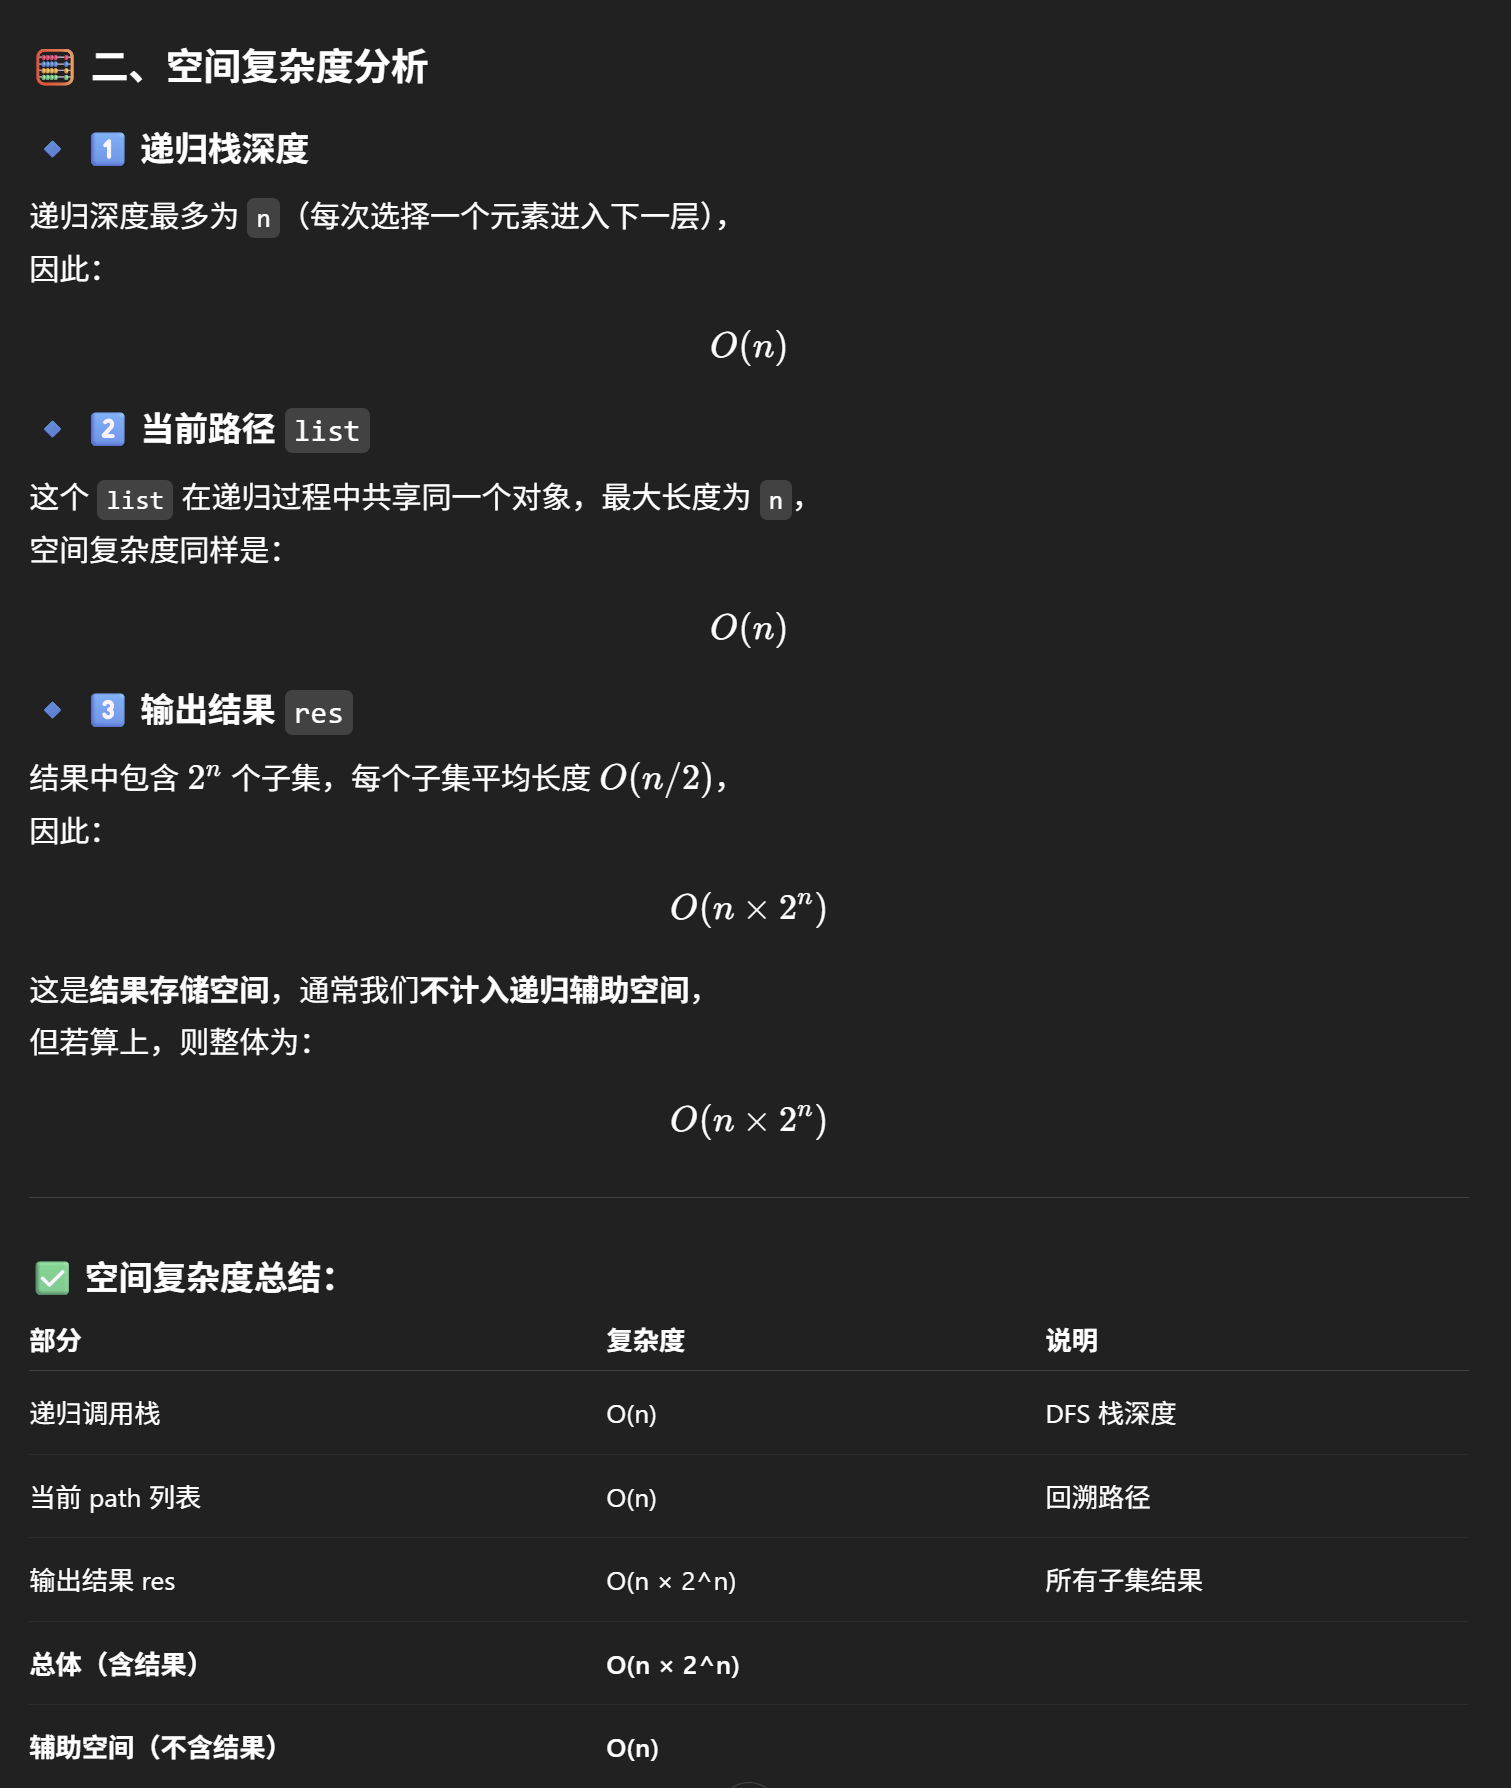 🧮 二、空间复杂度分析
🔹 1️⃣ 递归栈深度
递归深度最多为 n（每次选择一个元素进入下一层），
因此：
O(n)
🔹 2️⃣ 当前路径 list
这个 list 在递归过程中共享同一个对象，最大长度为 n，
空间复杂度同样是：
O(n)
🔹 3️⃣ 输出结果 res
结果中包含 2ⁿ 个子集，每个子集平均长度 O(n/2)，
因此：
O(n × 2ⁿ)
这是结果存储空间，通常我们不计入递归辅助空间，
但若算上，则整体为：
O(n × 2ⁿ)
✅ 空间复杂度总结：
部分 复杂度 说明
递归调用栈 O(n) DFS 栈深度
当前 path 列表 O(n) 回溯路径
输出结果 res O(n × 2^n) 所有子集结果
总体（含结果） O(n × 2^n)
辅助空间（不含结果） O(n)